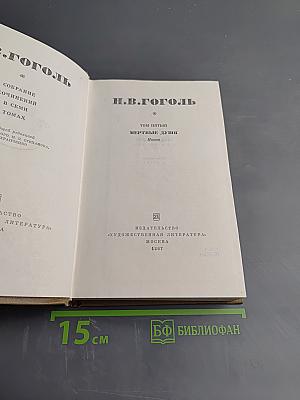 .ГОГОЛЬ
СОБРАНИЕ
СОЧИНЕНИЙ
В СЕМИ
ТОМАХ
ЛИТЕРАТУРА»
Н.В.ГОГОЛЬ
ТОМ ПЯТЫЙ
МЕРТВЫЕ ДУШИ
Поэма
ИЗДАТЕЛЬСТВО
«ХУДОЖЕСТВЕННАЯ ЛИТЕРАТУРА»
МОСКВА
1967
15 см
БФ БИБЛИОФАН